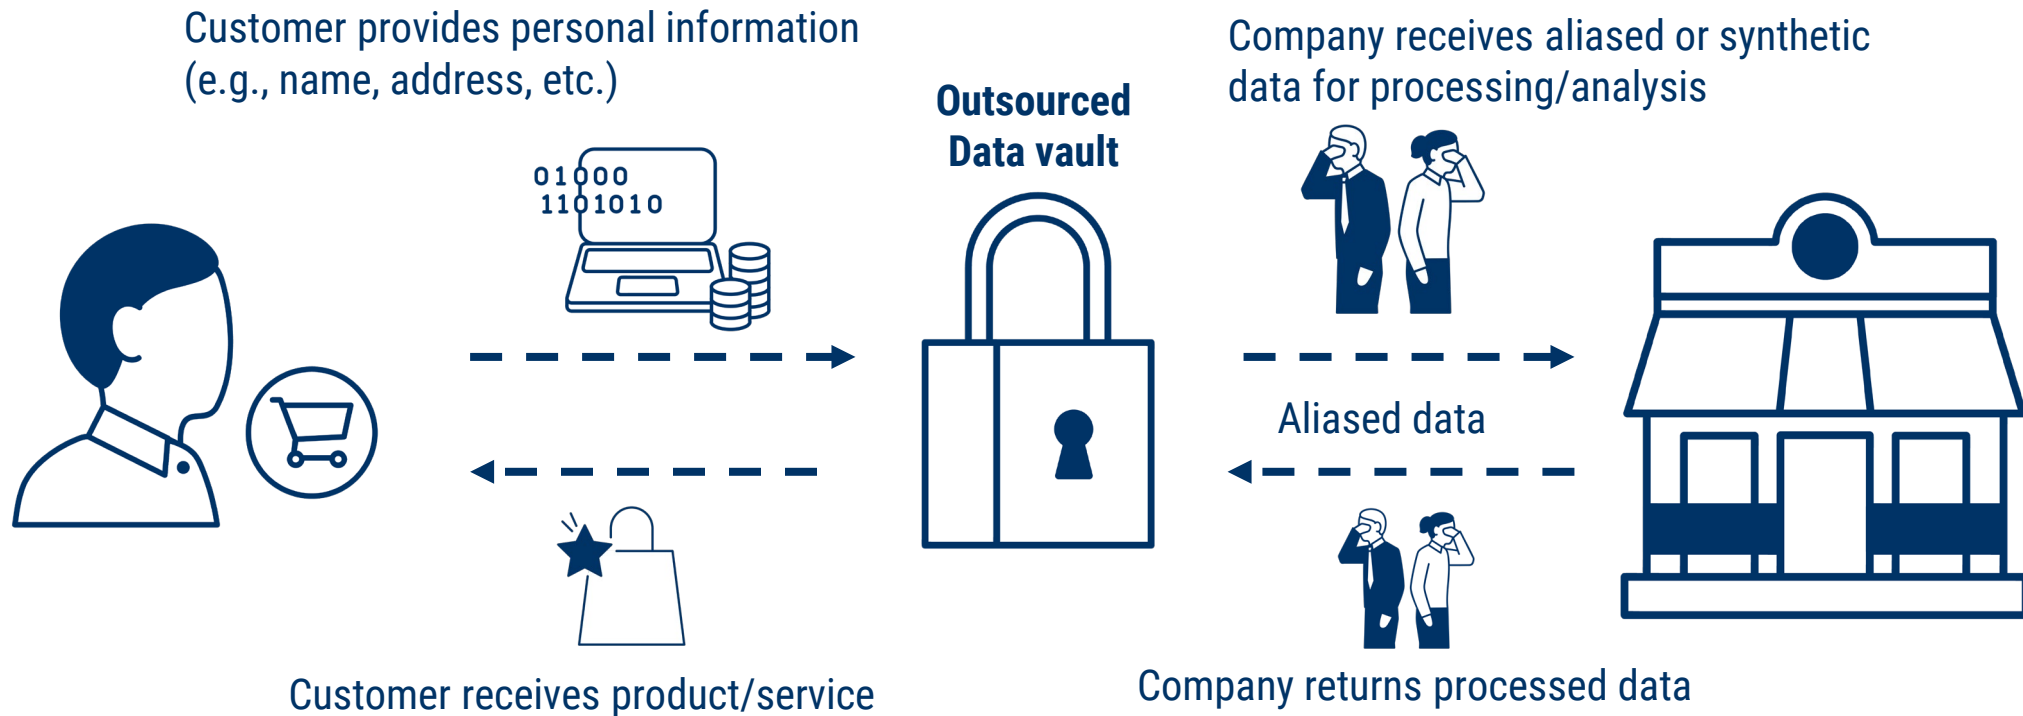 Customer provides personal information
(e.g., name, address, etc.)
Company receives aliased or synthetic
data for processing/analysis
Outsourced
Data vault
01000
1101010
Aliased data
Customer receives product/service
Company returns processed data